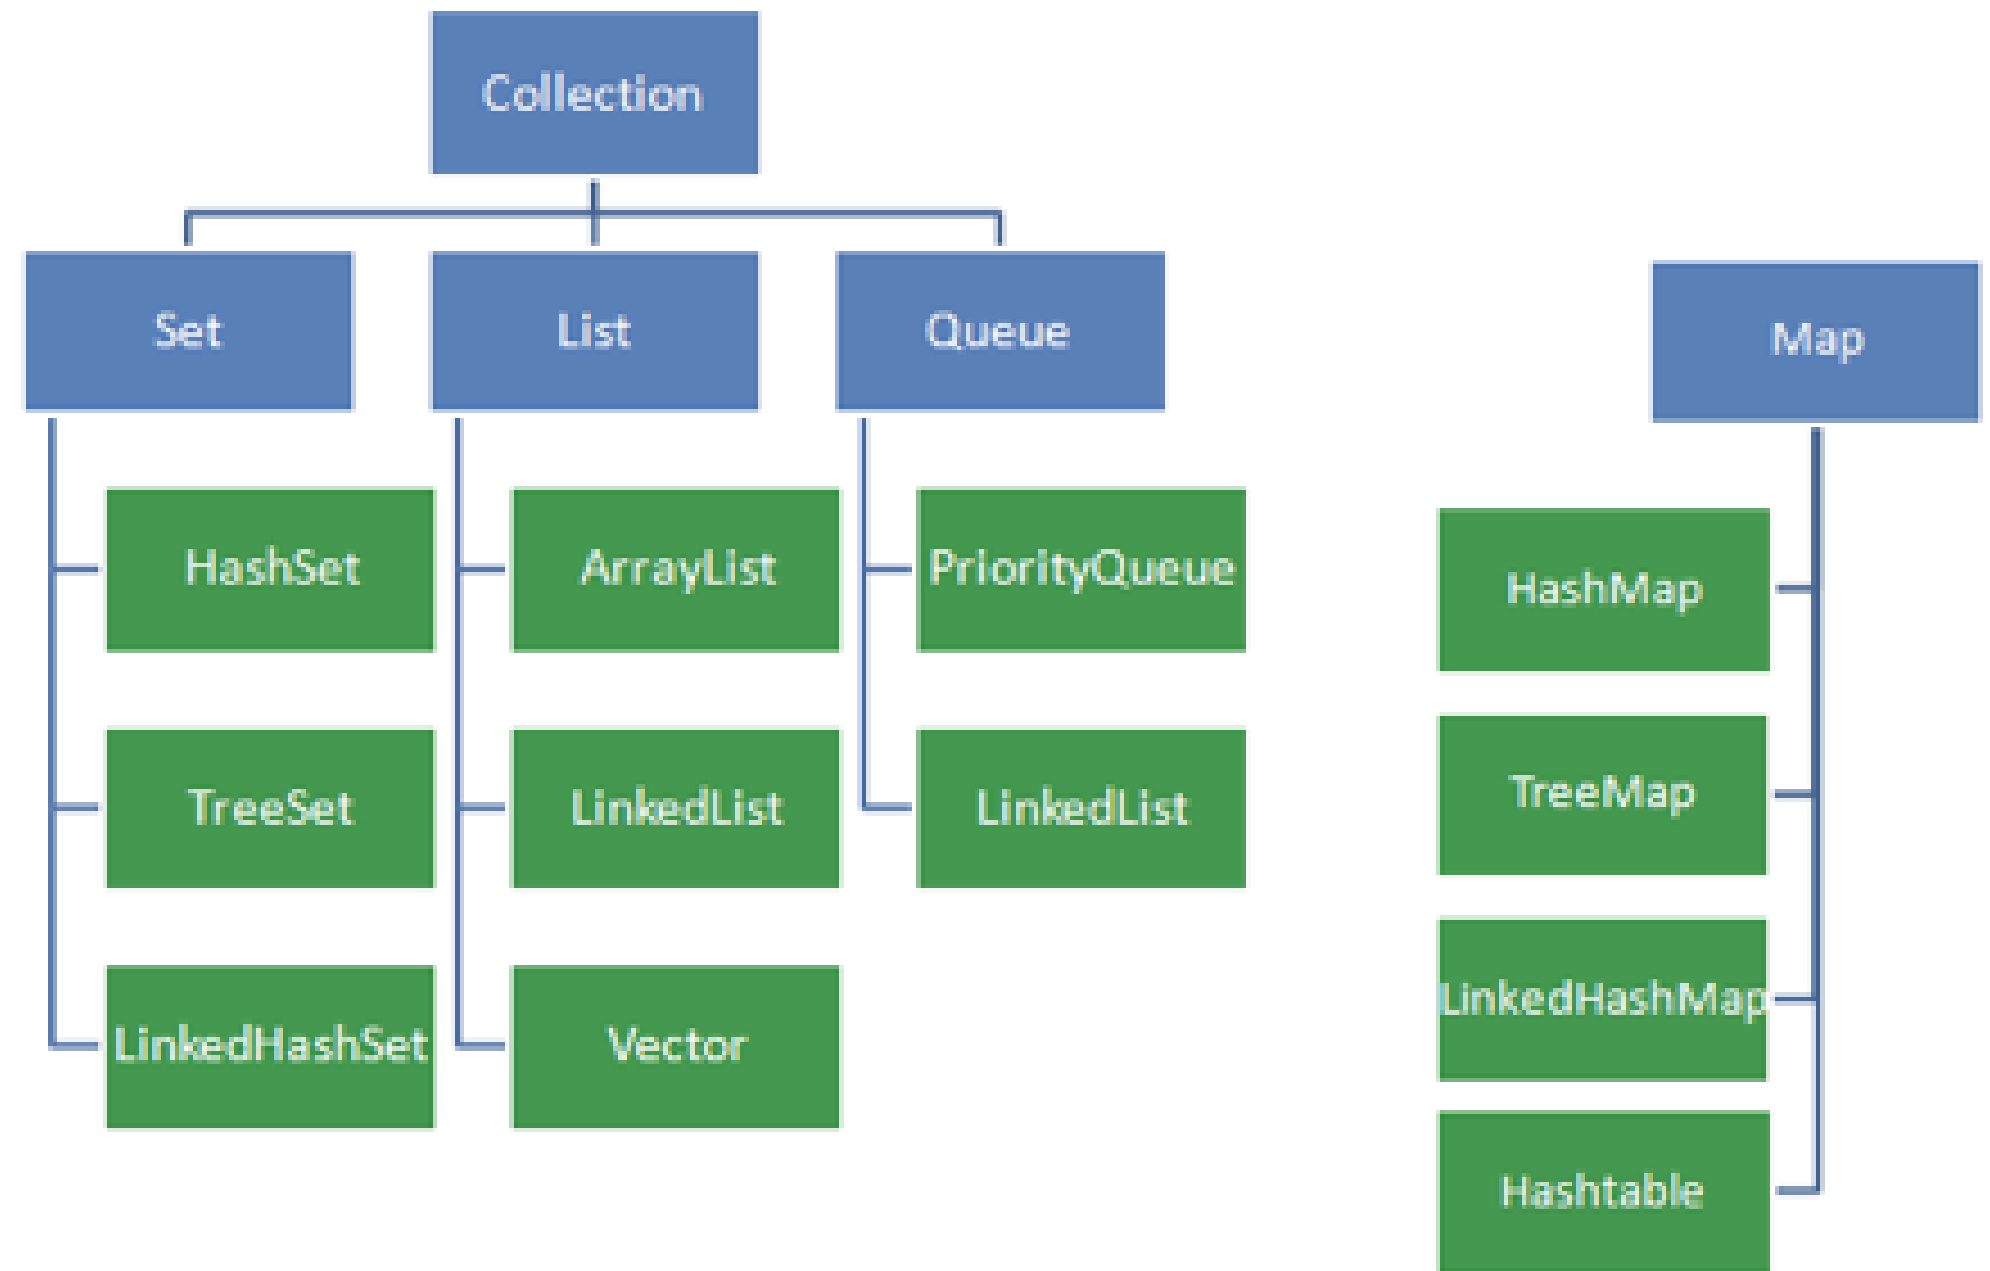 Collection
Set
List
Queue
Map
HashSet
ArrayList
PriorityQueue
HashMap
TreeSet
LinkedList
LinkedList
TreeMap
LinkedHashSet
Vector
LinkedHashMap
Hashtable